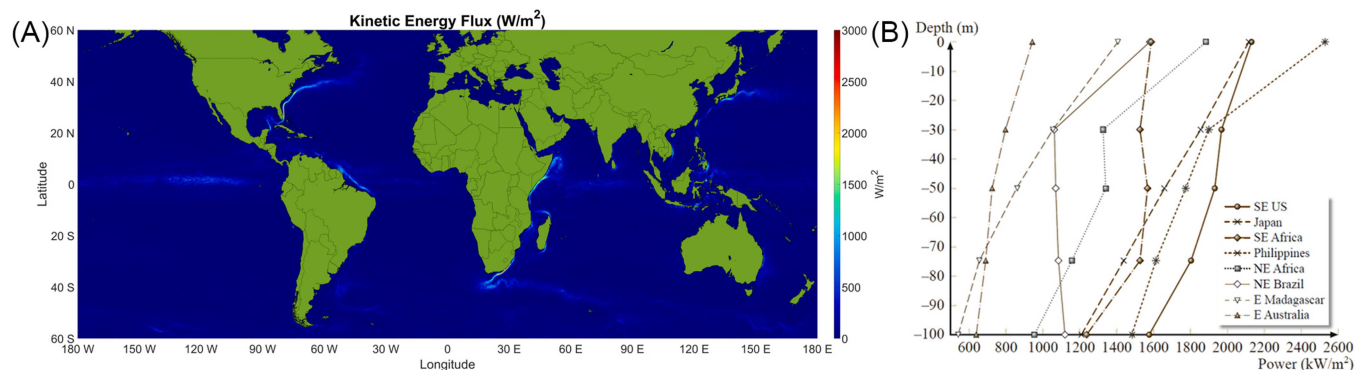 (A)
Kinetic Energy Flux (W/m²)
60 N
40 N
20 N
0
20 S
40 S
60 S
Latitude
180 W
150 W
120 W
90 W
60 W
30 W
0
30 E
60 E
90 E
120 E
150 E
180 E
Longitude
3000
2500
2000
1500
1000
500
0
W/m²
(B)
Depth (m)
0
−10
−20
−30
−40
−50
−60
−70
−80
−90
−100
600
800
1000
1200
1400
1600
1800
2000
2200
2400
2600
Power (kW/m²)
SE US
Japan
SE Africa
Philippines
NE Africa
NE Brazil
E Madagascar
E Australia